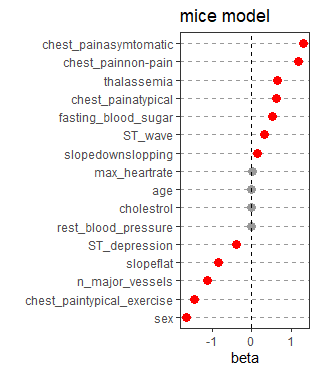 mice model
chest_painasymtomatic
chest_painnon-pain
thalassemia
chest_painatypical
fasting_blood_sugar
ST_wave
slopedownslopping
max_heartrate
age
cholestrol
rest_blood_pressure
ST_depression
slopeflat
n_major_vessels
chest_paintypical_exercise
sex
-1 0 1
beta